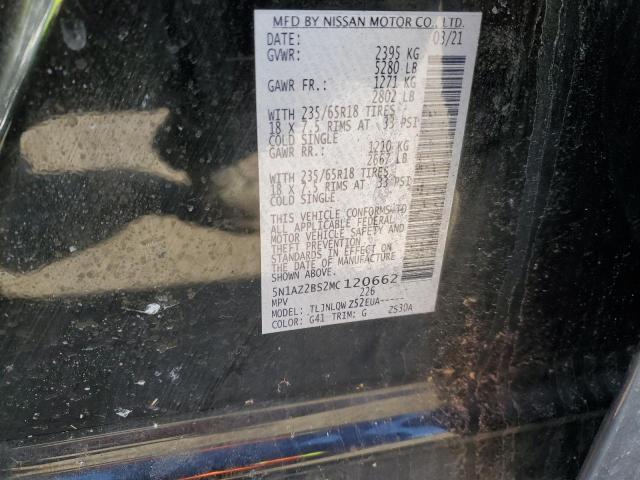 MFD BY NISSAN MOTOR CO., LTD.
DATE: 03/21
GVWR: 2395 KG
5280 LB
GAWR FR.: 1271 KG
2802 LB
WITH 235/65R18 TIRES
18 X 7.5 RIMS AT 33 PSI
COLD SINGLE
GAWR RR.: 1210 KG
2667 LB
WITH 235/65R18 TIRES
18 X 7.5 RIMS AT 33 PSI
COLD SINGLE
THIS VEHICLE CONFORMS TO
ALL APPLICABLE FEDERAL
MOTOR VEHICLE SAFETY AND
THEFT PREVENTION
STANDARDS IN EFFECT ON
THE DATE OF MANUFACTURE
SHOWN ABOVE.
5N1AZ2BS2MC120662
MPV 226
MODEL: TLJNLQWZS2EUA-----
COLOR: G41 TRIM: G ZS30A